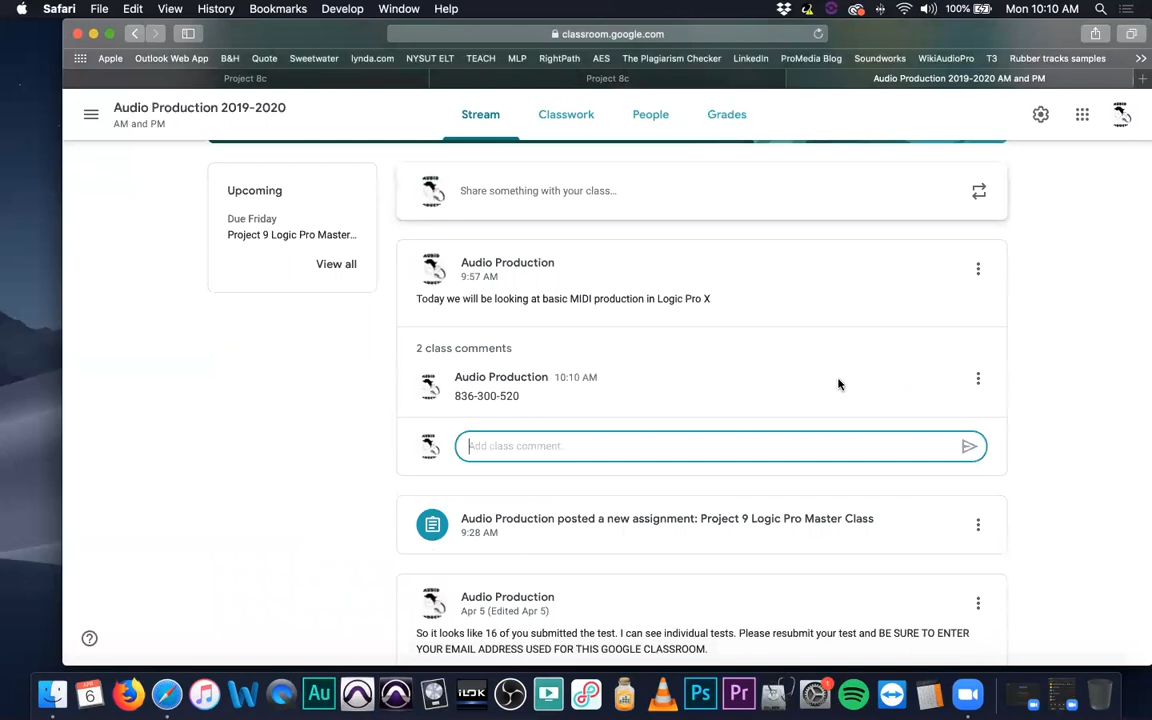 Safari File Edit View History Bookmarks Develop Window Help 100% Mon 10:10 AM
classroom.google.com
Apple Outlook Web App B&H Quote Sweetwater lynda.com NYSUT ELT TEACH MLP RightPath AES The Plagiarism Checker LinkedIn ProMedia Blog Soundworks WikiAudioPro T3 Rubber tracks samples
Project 8c Project 8c Audio Production 2019-2020 AM and PM
Audio Production 2019-2020
AM and PM
Stream Classwork People Grades
Upcoming
Due Friday
Project 9 Logic Pro Master...
View all
Share something with your class...
Audio Production
9:57 AM
Today we will be looking at basic MIDI production in Logic Pro X
2 class comments
Audio Production 10:10 AM
836-300-520
Add class comment...
Audio Production posted a new assignment: Project 9 Logic Pro Master Class
9:28 AM
Audio Production
Apr 5 (Edited Apr 5)
So it looks like 16 of you submitted the test. I can see individual tests. Please resubmit your test and BE SURE TO ENTER
YOUR EMAIL ADDRESS USED FOR THIS GOOGLE CLASSROOM.
APR
6
Au
iLOK
Ps
Pr
1